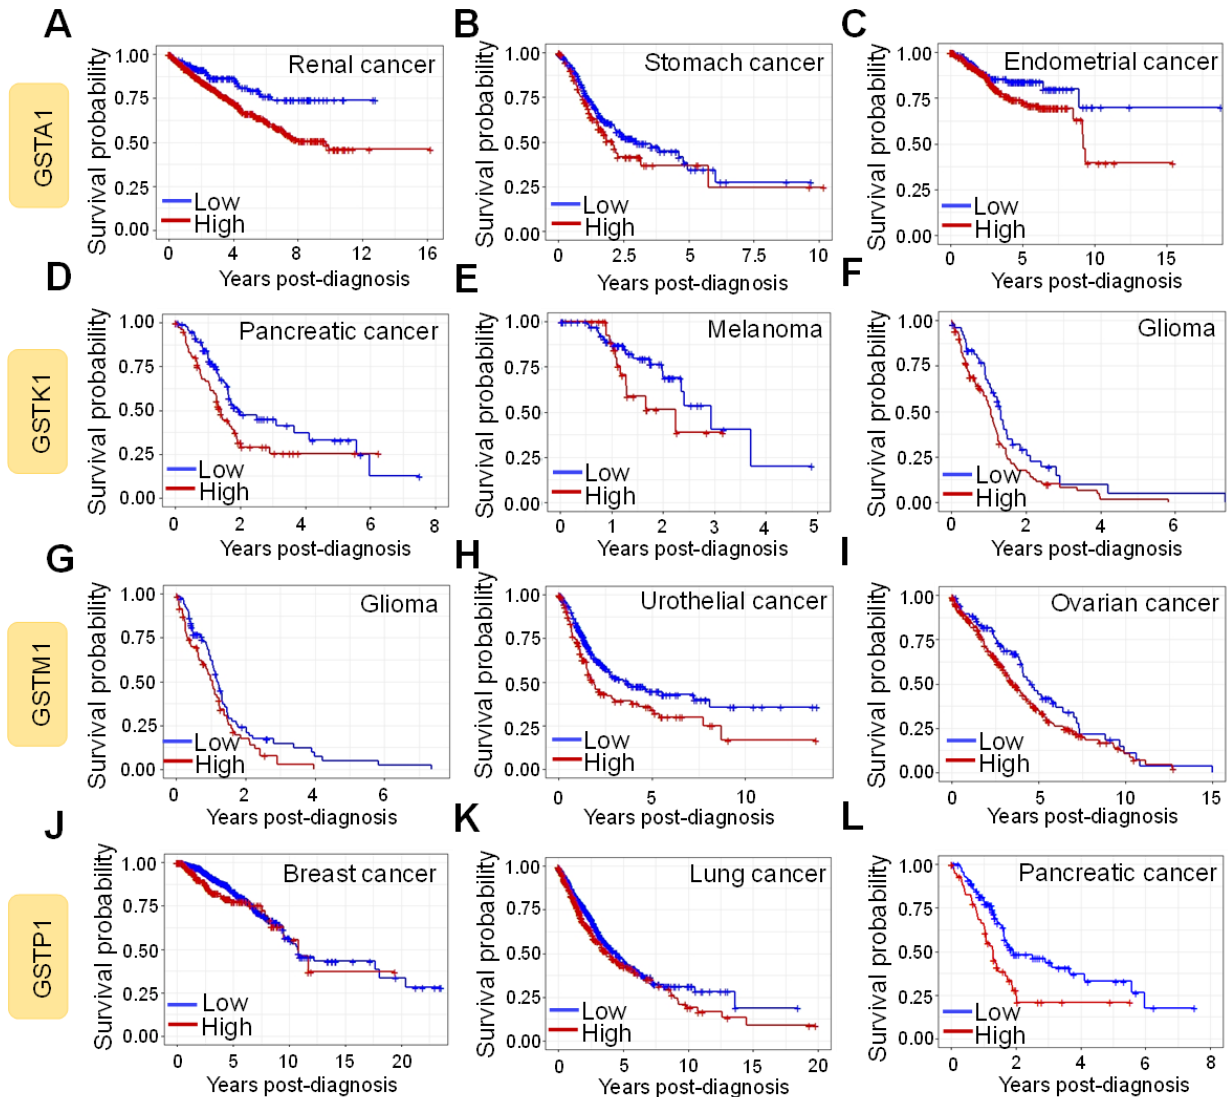 A
GSTA1
Survival probability
1.00
0.75
0.50
0.25
0.00
Renal cancer
Low
High
0 4 8 12 16
Years post-diagnosis
B
Survival probability
1.00
0.75
0.50
0.25
0.00
Stomach cancer
Low
High
0 2.5 5 7.5 10
Years post-diagnosis
C
Survival probability
1.00
0.75
0.50
0.25
0.00
Endometrial cancer
Low
High
0 5 10 15
Years post-diagnosis
D
GSTK1
Survival probability
1.00
0.75
0.50
0.25
0.00
Pancreatic cancer
Low
High
0 2 4 6 8
Years post-diagnosis
E
Survival probability
1.00
0.75
0.50
0.25
0.00
Melanoma
Low
High
0 1 2 3 4 5
Years post-diagnosis
F
Survival probability
1.00
0.75
0.50
0.25
0.00
Glioma
Low
High
0 2 4 6
Years post-diagnosis
G
GSTM1
Survival probability
1.00
0.75
0.50
0.25
0.00
Glioma
Low
High
0 2 4 6
Years post-diagnosis
H
Survival probability
1.00
0.75
0.50
0.25
0.00
Urothelial cancer
Low
High
0 5 10
Years post-diagnosis
I
Survival probability
1.00
0.75
0.50
0.25
0.00
Ovarian cancer
Low
High
0 5 10 15
Years post-diagnosis
J
GSTP1
Survival probability
1.00
0.75
0.50
0.25
0.00
Breast cancer
Low
High
0 5 10 15 20
Years post-diagnosis
K
Survival probability
1.00
0.75
0.50
0.25
0.00
Lung cancer
Low
High
0 5 10 15 20
Years post-diagnosis
L
Survival probability
1.00
0.75
0.50
0.25
0.00
Pancreatic cancer
Low
High
0 2 4 6 8
Years post-diagnosis